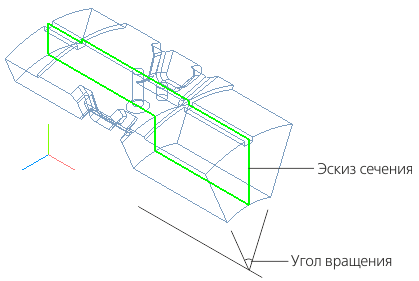 Эскиз сечения
Угол вращения